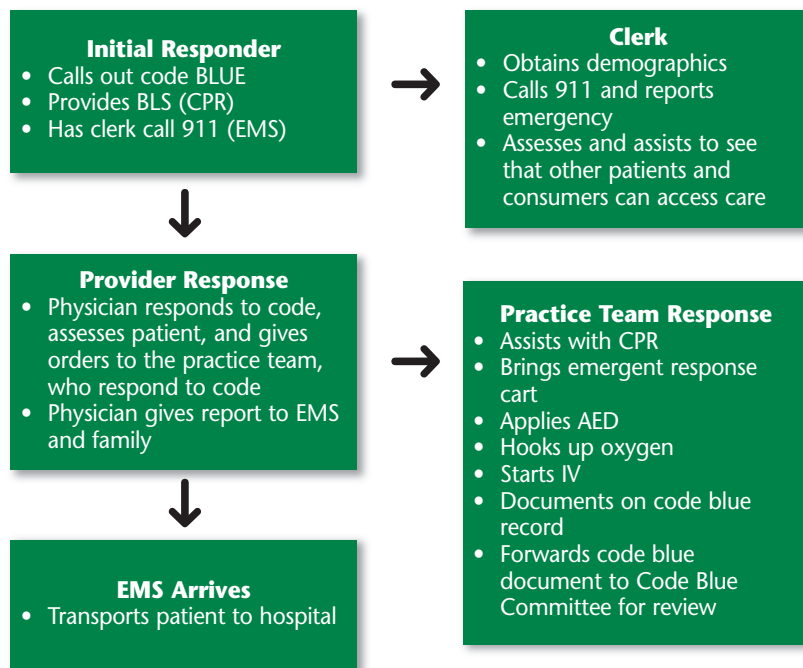 Initial Responder
• Calls out code BLUE
• Provides BLS (CPR)
• Has clerk call 911 (EMS)
Clerk
• Obtains demographics
• Calls 911 and reports
emergency
• Assesses and assists to see
that other patients and
consumers can access care
Provider Response
• Physician responds to code,
assesses patient, and gives
orders to the practice team,
who respond to code
• Physician gives report to EMS
and family
Practice Team Response
• Assists with CPR
• Brings emergent response
cart
• Applies AED
• Hooks up oxygen
• Starts IV
• Documents on code blue
record
• Forwards code blue
document to Code Blue
Committee for review
EMS Arrives
• Transports patient to hospital